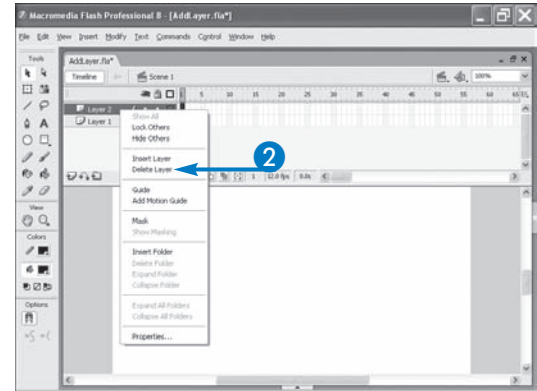 Macromedia Flash Professional 8 - [AddLayer.fla*]
File Edit View Insert Modify Text Commands Control Window Help
Tools
AddLayer.fla*
Timeline Scene 1 100%
5 10 15 20 25 30 35 40 45 50 55 60 65
Layer 2
Layer 1
Show All
Lock Others
Hide Others
Insert Layer
Delete Layer
2
1 12.0 fps 0.0s
Guide
Add Motion Guide
Mask
Show Masking
Insert Folder
Delete Folder
Expand Folder
Collapse Folder
Expand All Folders
Collapse All Folders
Properties...
View
Colors
Options